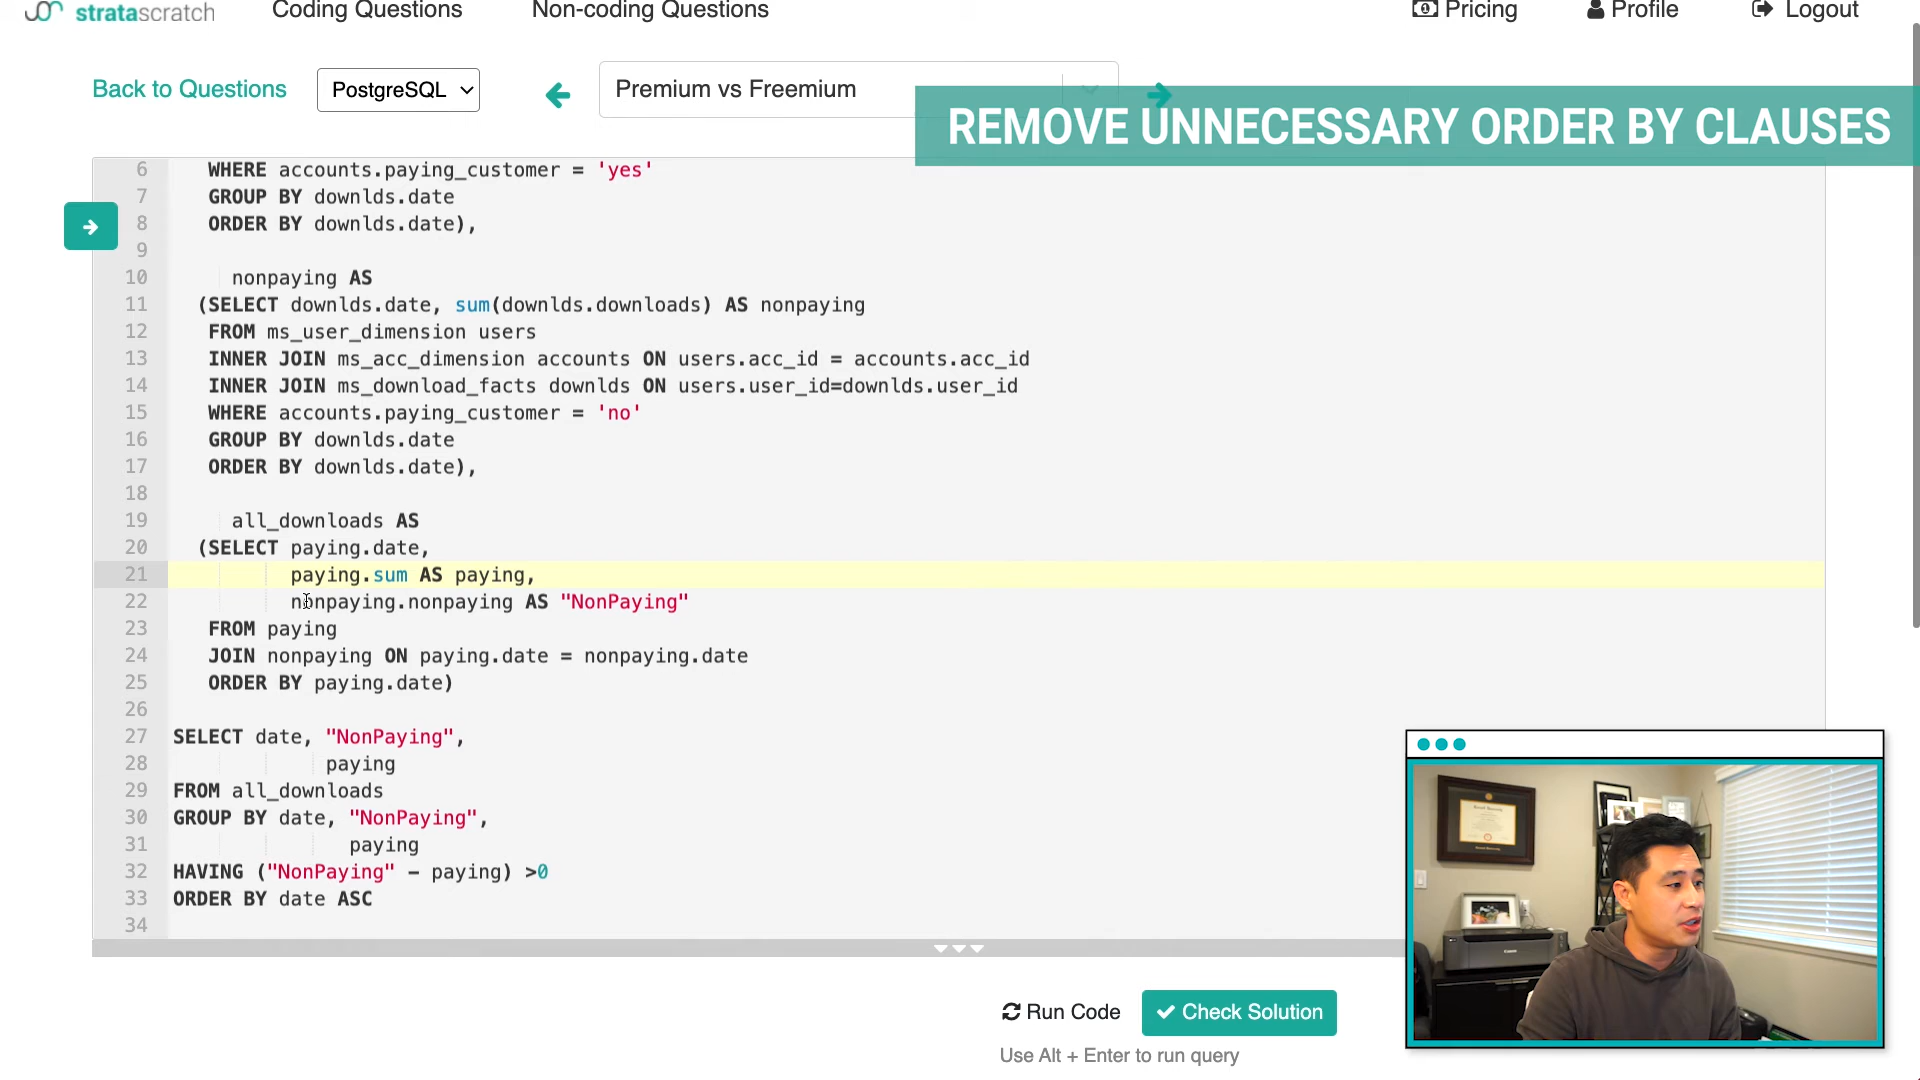 stratascratch
Coding Questions
Non-coding Questions
Pricing
Profile
Logout
Back to Questions
PostgreSQL
Premium vs Freemium
REMOVE UNNECESSARY ORDER BY CLAUSES
6 WHERE accounts.paying_customer = 'yes'
7 GROUP BY downlds.date
8 ORDER BY downlds.date),
9
10 nonpaying AS
11 (SELECT downlds.date, sum(downlds.downloads) AS nonpaying
12 FROM ms_user_dimension users
13 INNER JOIN ms_acc_dimension accounts ON users.acc_id = accounts.acc_id
14 INNER JOIN ms_download_facts downlds ON users.user_id=downlds.user_id
15 WHERE accounts.paying_customer = 'no'
16 GROUP BY downlds.date
17 ORDER BY downlds.date),
18
19 all_downloads AS
20 (SELECT paying.date,
21 paying.sum AS paying,
22 nonpaying.nonpaying AS "NonPaying"
23 FROM paying
24 JOIN nonpaying ON paying.date = nonpaying.date
25 ORDER BY paying.date)
26
27 SELECT date, "NonPaying",
28 paying
29 FROM all_downloads
30 GROUP BY date, "NonPaying",
31 paying
32 HAVING ("NonPaying" - paying) >0
33 ORDER BY date ASC
34
Run Code
Check Solution
Use Alt + Enter to run query